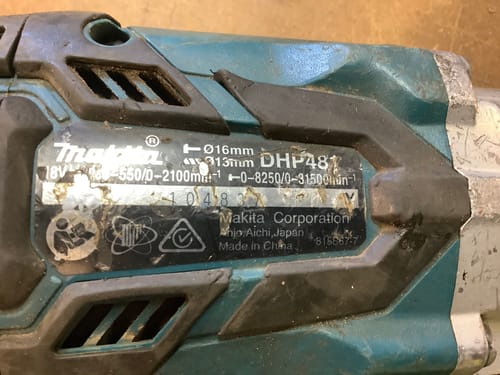 makita®
Ø16mm
Ø13mm DHP481
18V 0-550/0-2100min⁻¹ 0-8250/0-31500min⁻¹
10483 Y
Makita Corporation
Anjo, Aichi, Japan
Made in China